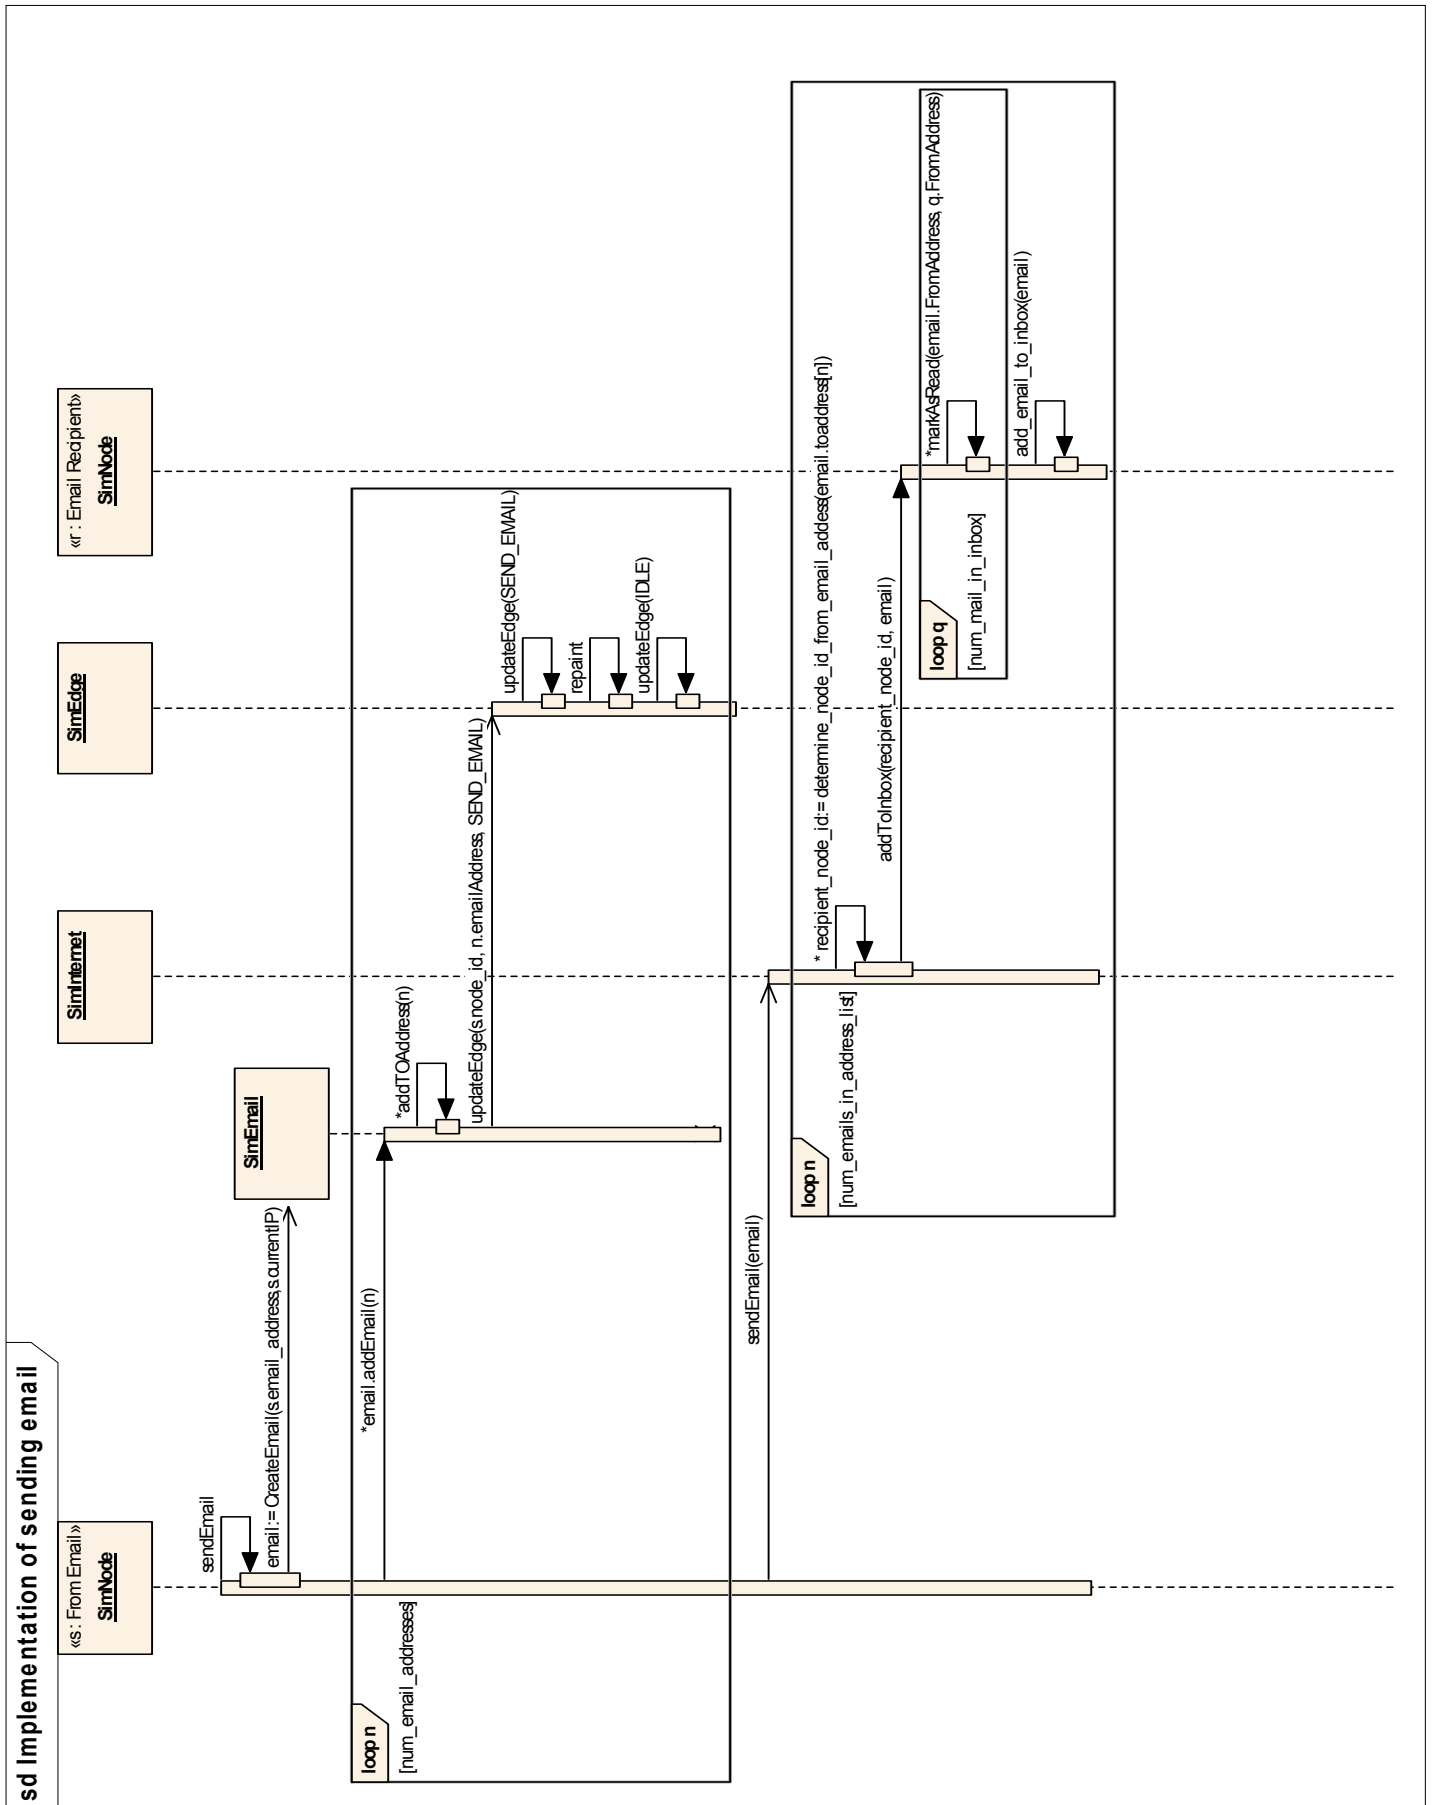 sd Implementation of sending email
«s : From Email»
SimNode
SimEmail
SimInternet
SimEdge
«r : Email Recipient»
SimNode
sendEmail
email:= CreateEmail(s.email_address,s.currentIP)
loop n
[num_email_addresses]
*email.addEmail(n)
*addTOAddress(n)
updateEdge(s.node_id, n.emailAddress, SEND_EMAIL)
updateEdge(SEND_EMAIL)
repaint
updateEdge(IDLE)
sendEmail(email)
loop n
[num_emails_in_address_list]
* recipient_node_id:= determine_node_id_from_email_addess(email.toaddress[n])
addToInbox(recipient_node_id, email)
loop q
[num_mail_in_inbox]
*markAsRead(email.FromAddress, q.FromAddress)
add_email_to_inbox(email)